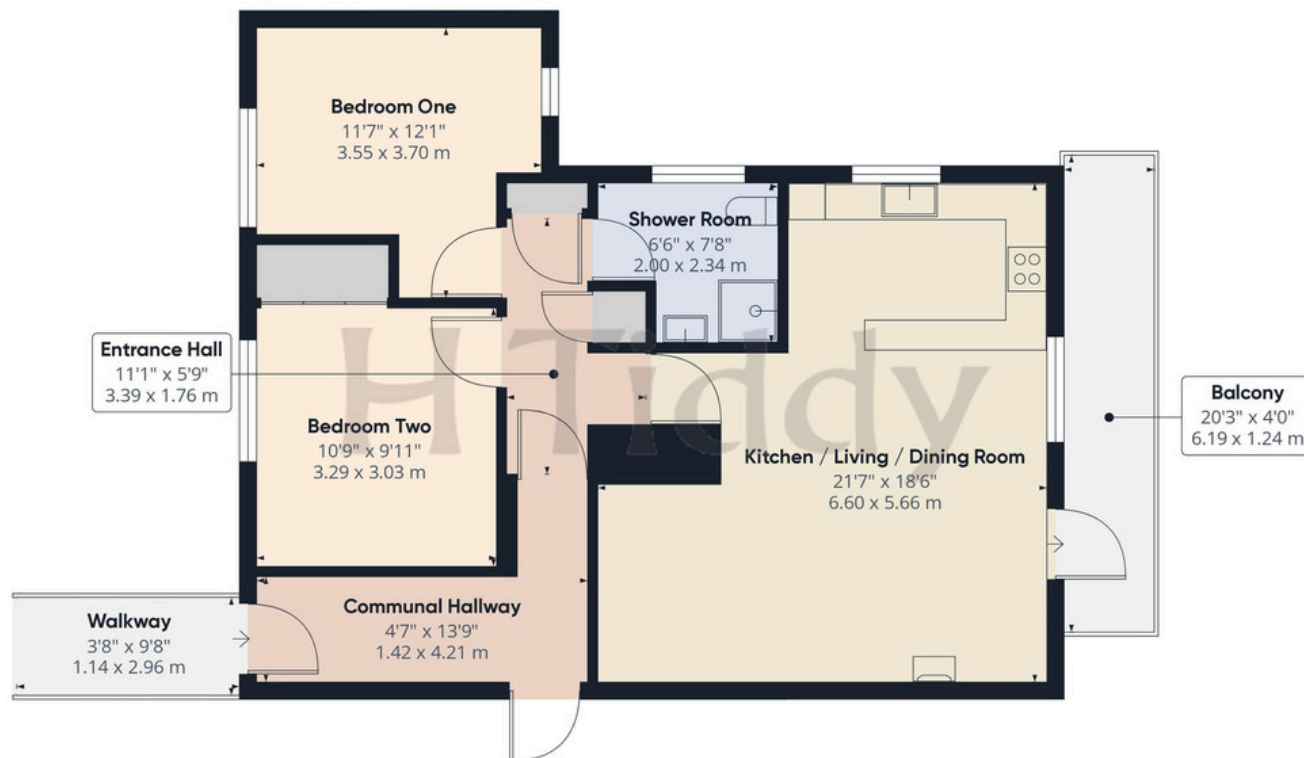 Bedroom One
11'7" x 12'1"
3.55 x 3.70 m
Shower Room
6'6" x 7'8"
2.00 x 2.34 m
Entrance Hall
11'1" x 5'9"
3.39 x 1.76 m
HTiddy
Balcony
20'3" x 4'0"
6.19 x 1.24 m
Bedroom Two
10'9" x 9'11"
3.29 x 3.03 m
Kitchen / Living / Dining Room
21'7" x 18'6"
6.60 x 5.66 m
Walkway
3'8" x 9'8"
1.14 x 2.96 m
Communal Hallway
4'7" x 13'9"
1.42 x 4.21 m